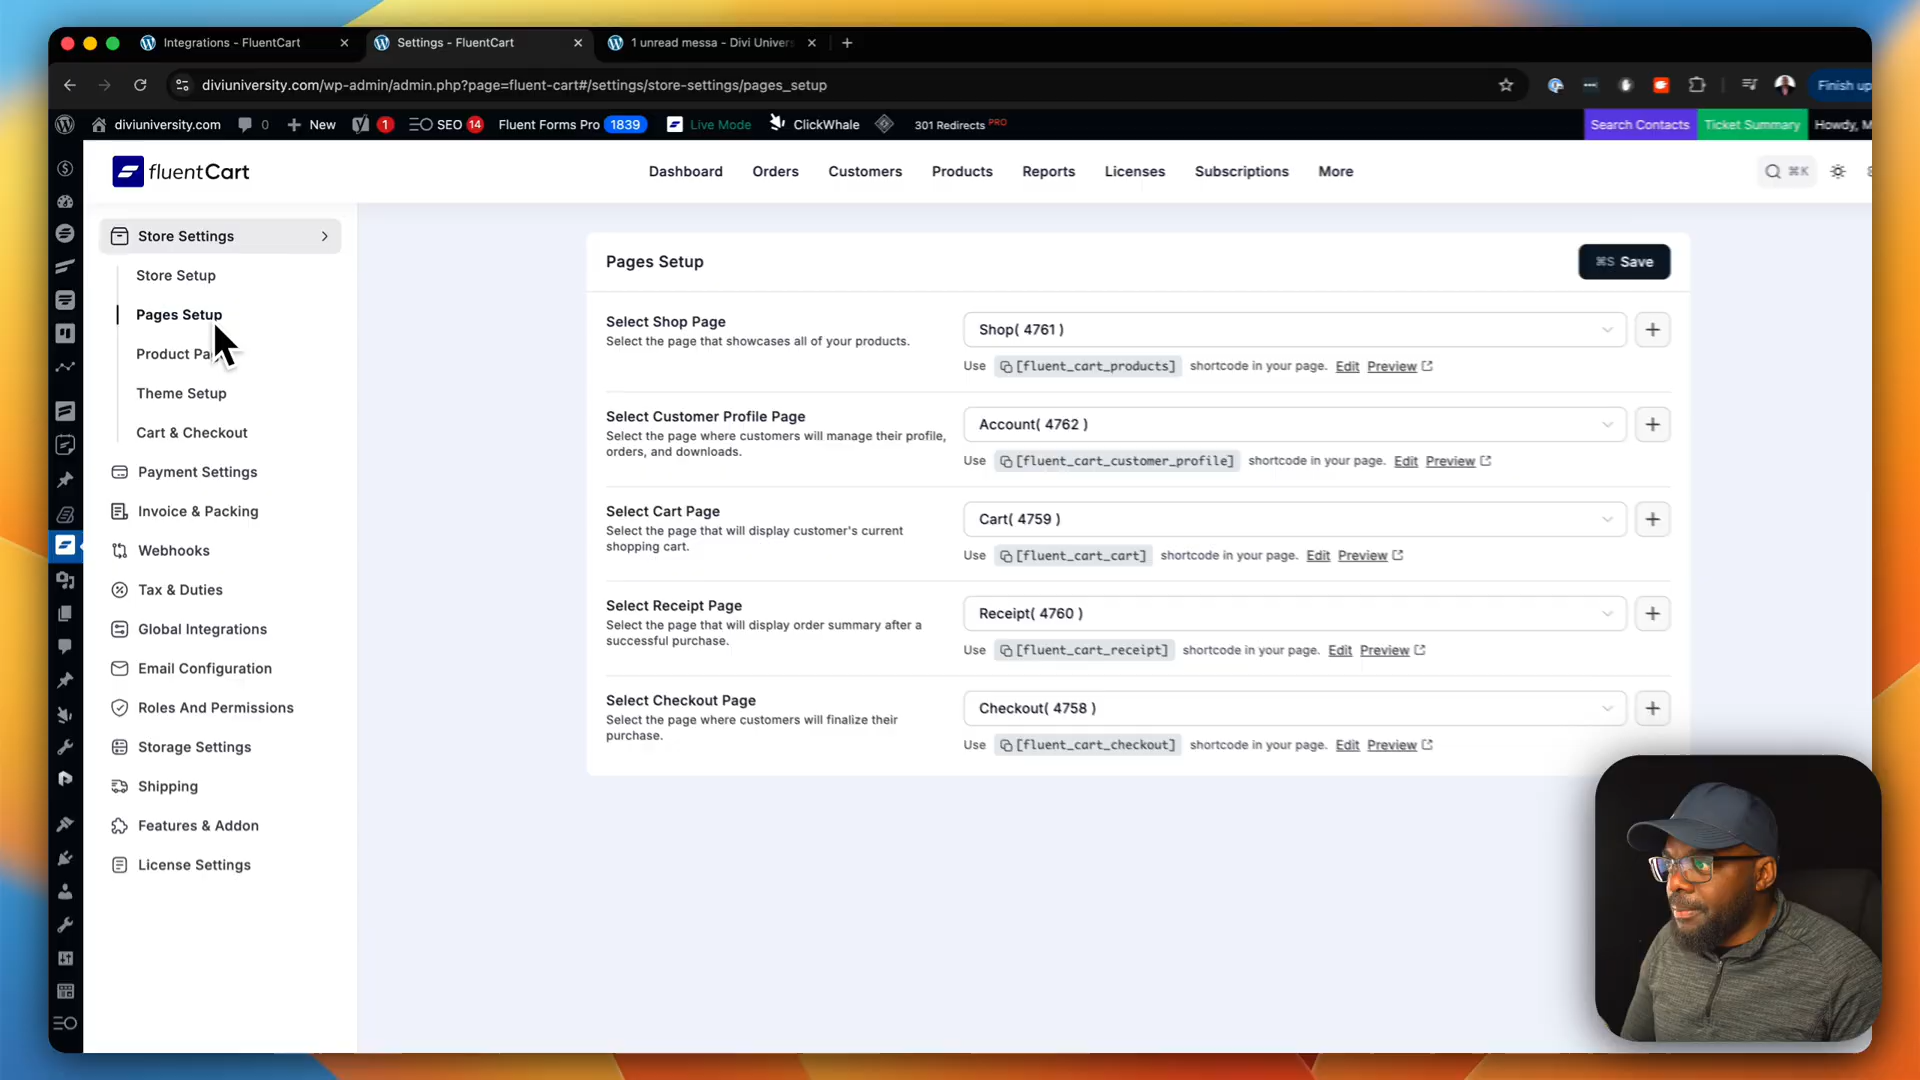 Integrations - FluentCart
Settings - FluentCart
1 unread messa - Divi Univers
diviuniversity.com/wp-admin/admin.php?page=fluent-cart#/settings/store-settings/pages_setup
Finish up
diviuniversity.com
0
New
1
SEO 14
Fluent Forms Pro 1839
Live Mode
ClickWhale
301 Redirects PRO
Search Contacts
Ticket Summary
Howdy, M
fluentCart
Dashboard
Orders
Customers
Products
Reports
Licenses
Subscriptions
More
⌘K
Store Settings
Store Setup
Pages Setup
Product Pa
Theme Setup
Cart & Checkout
Payment Settings
Invoice & Packing
Webhooks
Tax & Duties
Global Integrations
Email Configuration
Roles And Permissions
Storage Settings
Shipping
Features & Addon
License Settings
Pages Setup
⌘S Save
Select Shop Page
Select the page that showcases all of your products.
Shop( 4761 )
Use [fluent_cart_products] shortcode in your page. Edit Preview
Select Customer Profile Page
Select the page where customers will manage their profile,
orders, and downloads.
Account( 4762 )
Use [fluent_cart_customer_profile] shortcode in your page. Edit Preview
Select Cart Page
Select the page that will display customer's current
shopping cart.
Cart( 4759 )
Use [fluent_cart_cart] shortcode in your page. Edit Preview
Select Receipt Page
Select the page that will display order summary after a
successful purchase.
Receipt( 4760 )
Use [fluent_cart_receipt] shortcode in your page. Edit Preview
Select Checkout Page
Select the page where customers will finalize their
purchase.
Checkout( 4758 )
Use [fluent_cart_checkout] shortcode in your page. Edit Preview